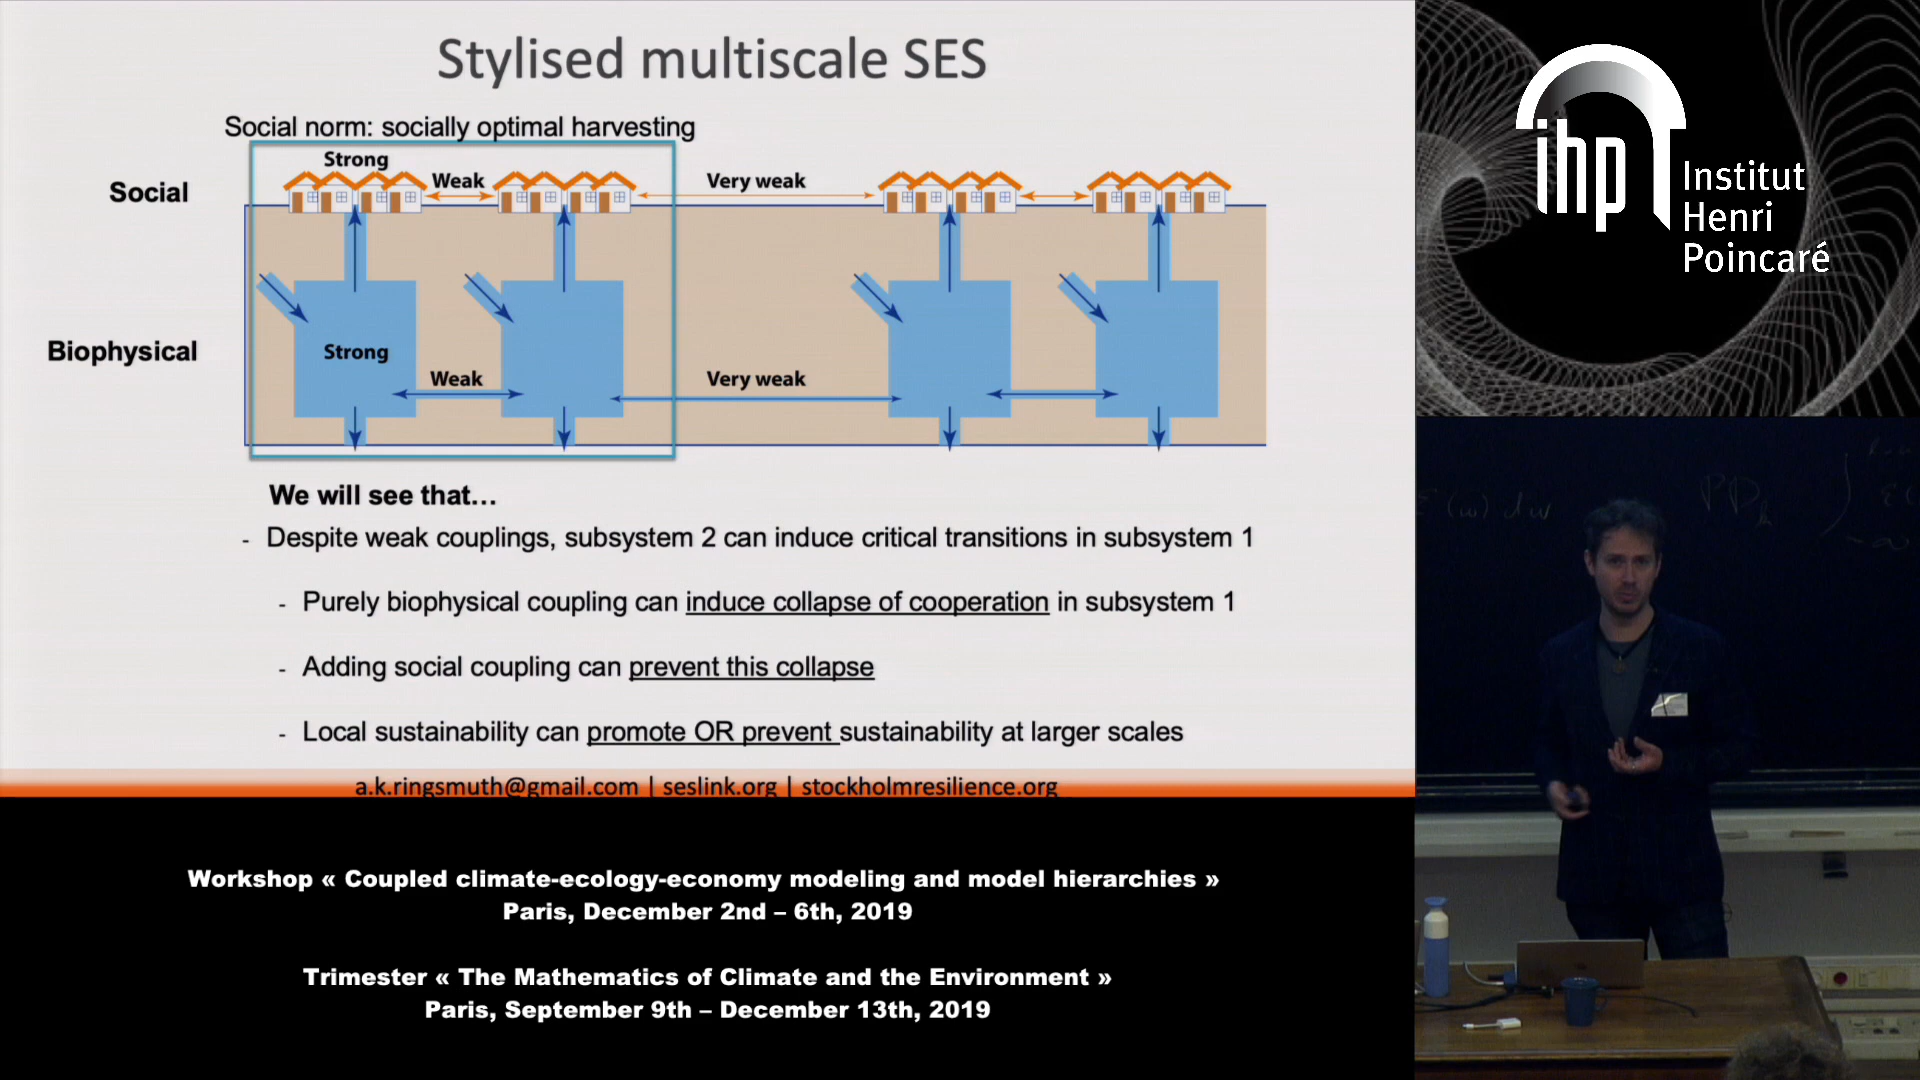 Stylised multiscale SES
Social norm: socially optimal harvesting
Strong
Social
Weak
Very weak
Biophysical
Strong
Weak
Very weak
We will see that...
- Despite weak couplings, subsystem 2 can induce critical transitions in subsystem 1
- Purely biophysical coupling can induce collapse of cooperation in subsystem 1
- Adding social coupling can prevent this collapse
- Local sustainability can promote OR prevent sustainability at larger scales
a.k.ringsmuth@gmail.com | seslink.org | stockholmresilience.org
Workshop « Coupled climate-ecology-economy modeling and model hierarchies »
Paris, December 2nd – 6th, 2019
Trimester « The Mathematics of Climate and the Environment »
Paris, September 9th – December 13th, 2019
ihp
Institut
Henri
Poincaré